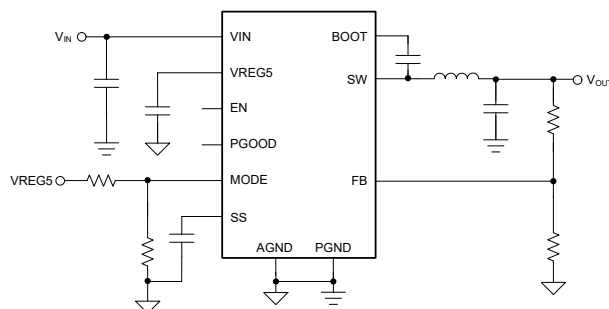 VIN
VIN
BOOT
VREG5
SW
VOUT
EN
PGOOD
VREG5
MODE
FB
SS
AGND
PGND